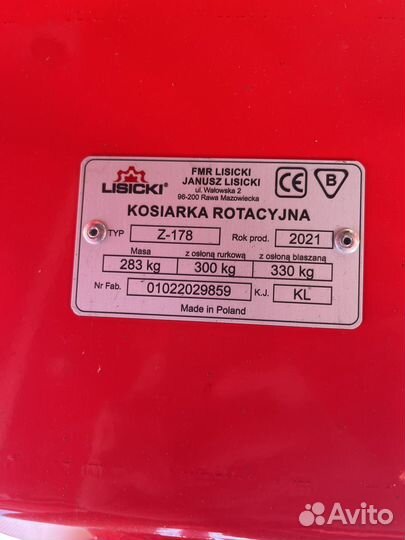 LISICKI®
FMR LISICKI
JANUSZ LISICKI
ul. Wałowska 2
96-200 Rawa Mazowiecka
CE
B
KOSIARKA ROTACYJNA
TYP Z-178 Rok prod. 2021
Masa z osłoną rurkową z osłoną blaszaną
283 kg 300 kg 330 kg
Nr Fab. 01022029859 K.J. KL
Made in Poland
Avito